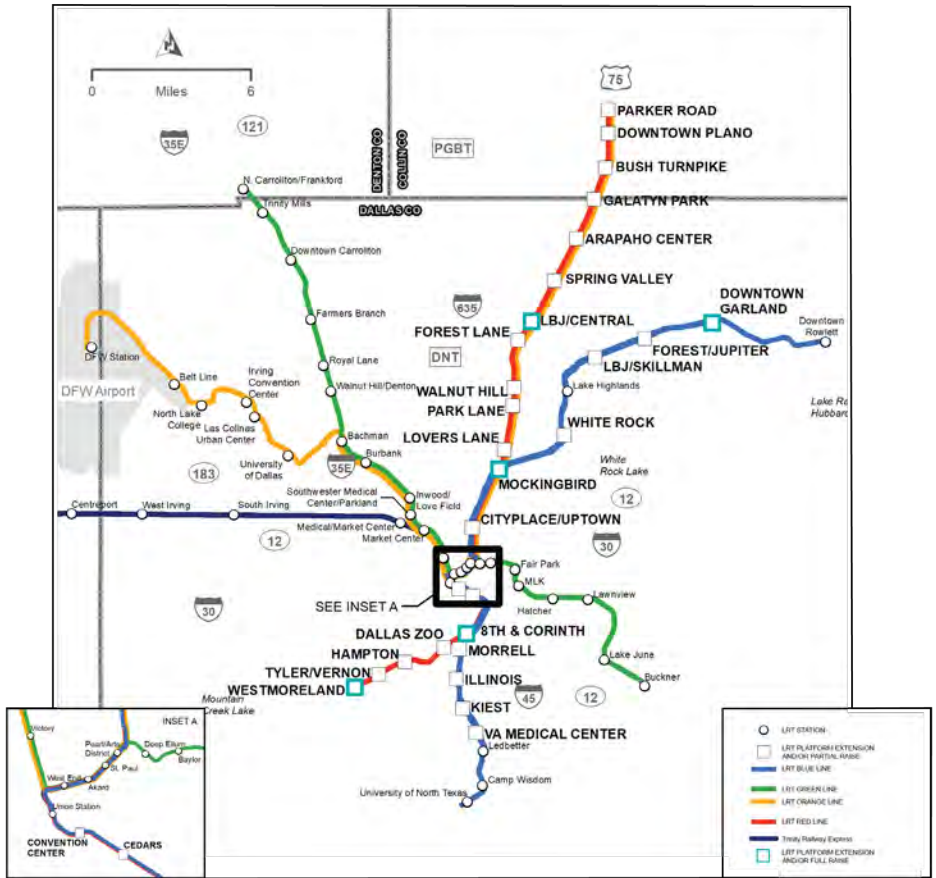 75
PARKER ROAD
DOWNTOWN PLANO
BUSH TURNPIKE
GALATYN PARK
ARAPAHO CENTER
SPRING VALLEY
0
Miles
6
121
35E
PGBT
DENTON CO
COLLIN CO
DALLAS CO
N. Carrollton/Frankford
Trinity Mills
Downtown Carrollton
Farmers Branch
Royal Lane
Walnut Hill/Denton
Bachman
Burbank
635
LBJ/CENTRAL
FOREST LANE
DNT
WALNUT HILL
PARK LANE
LOVERS LANE
MOCKINGBIRD
CITYPLACE/UPTOWN
DOWNTOWN
GARLAND
Downtown
Rowlett
FOREST/JUPITER
LBJ/SKILLMAN
Lake Highlands
WHITE ROCK
White
Rock Lake
Lake Ra
Hubbard
12
30
DFW Station
DFW Airport
Belt Line
North Lake
College
Irving
Convention
Center
Las Colinas
Urban Center
University
of Dallas
183
35E
Southwester Medical
Center/Parkland
Inwood/
Love Field
Medical/Market Center
Market Center
Centreport
West Irving
South Irving
12
30
SEE INSET A
Fair Park
MLK
Hatcher
Lawnview
Lake June
Buckner
DALLAS ZOO
8TH & CORINTH
HAMPTON
MORRELL
TYLER/VERNON
WESTMORELAND
ILLINOIS
KIEST
VA MEDICAL CENTER
Ledbetter
Camp Wisdom
University of North Texas
45
12
Mountain
Creek Lake
INSET A
Victory
Pearl/Arts
District
Deep Ellum
Baylor
St. Paul
West End
Akard
Union Station
CONVENTION
CENTER
CEDARS
LRT STATION
LRT PLATFORM EXTENSION
AND/OR PARTIAL RAISE
LRT BLUE LINE
LRT GREEN LINE
LRT ORANGE LINE
LRT RED LINE
Trinity Railway Express
LRT PLATFORM EXTENSION
AND/OR FULL RAISE